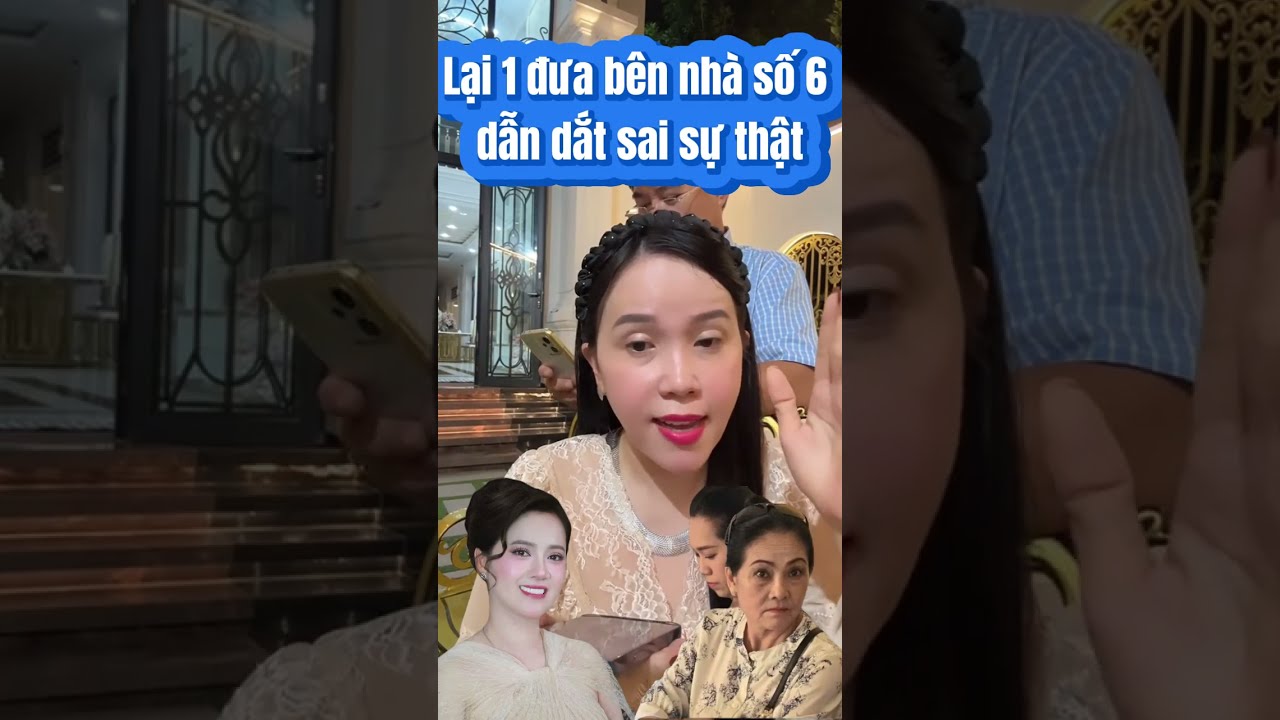 Lại 1 đưa bên nhà số 6
dẫn dắt sai sự thật